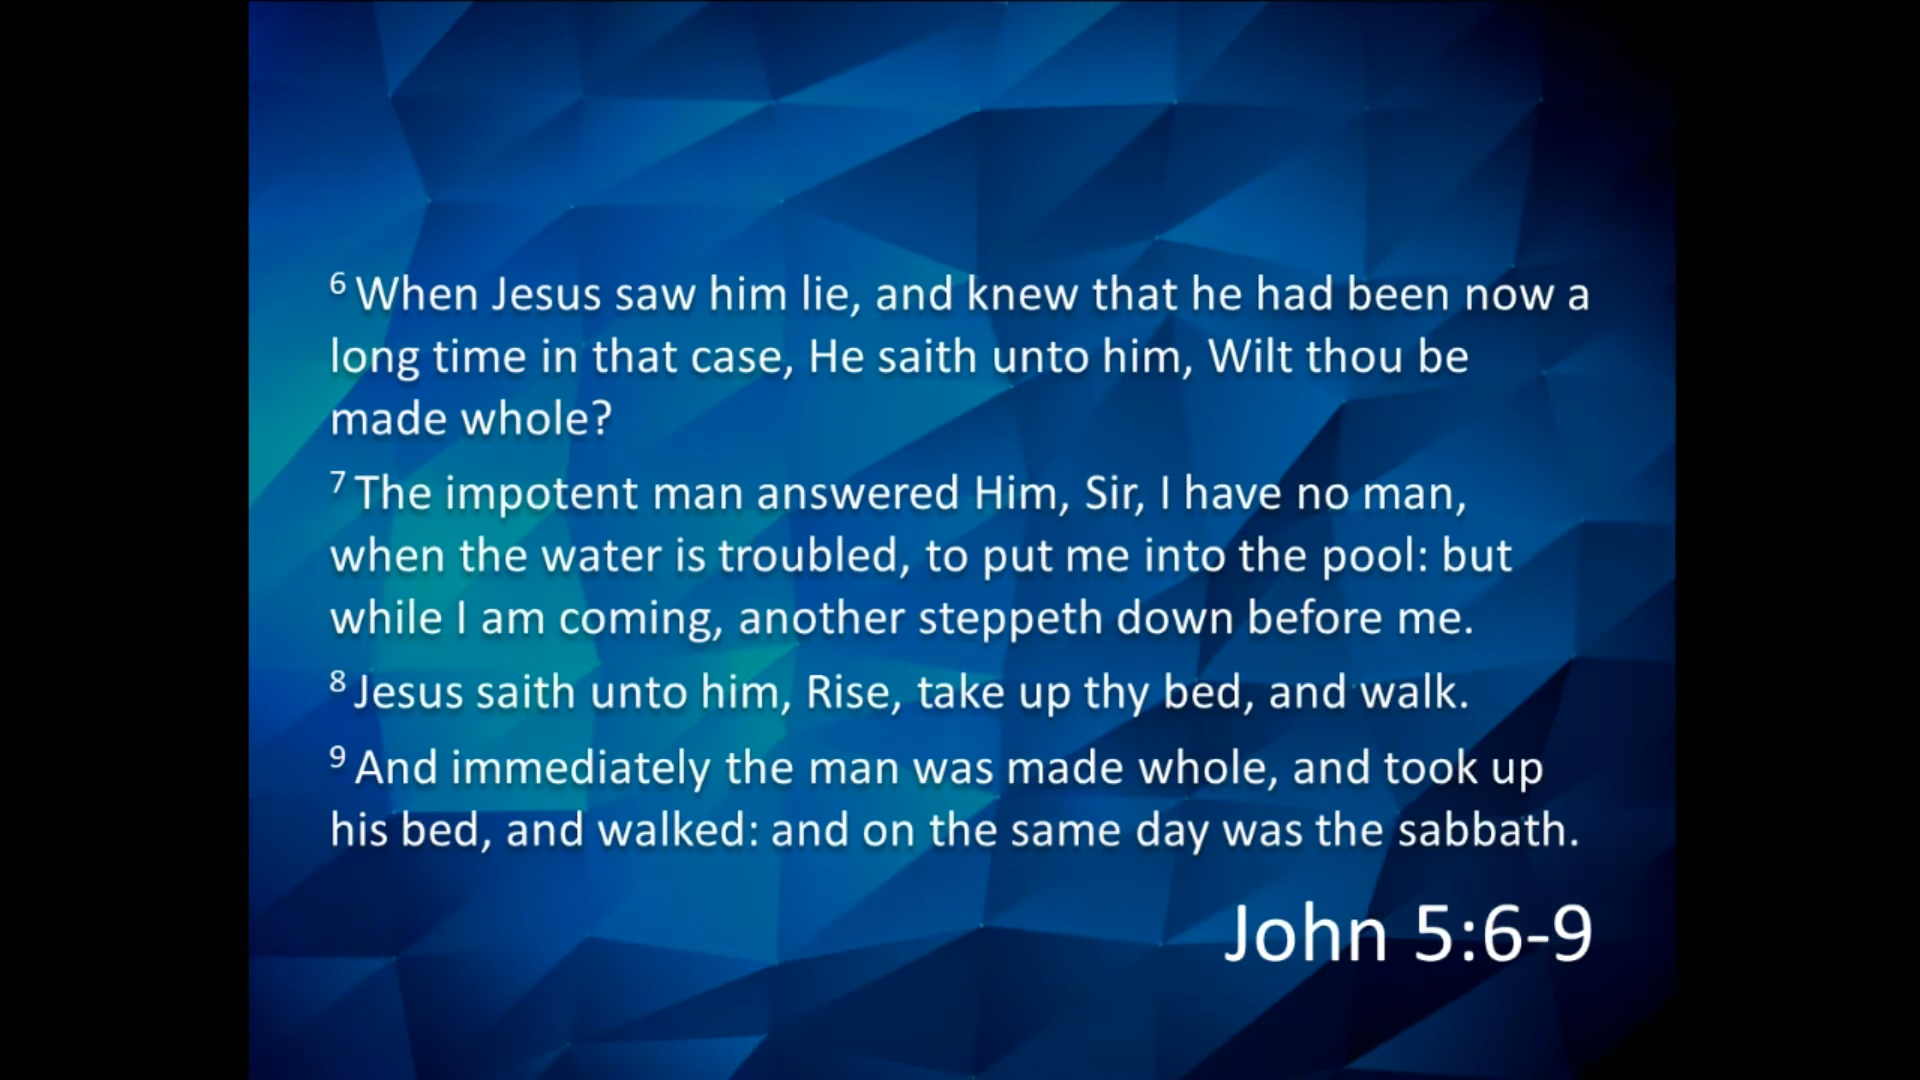 6 When Jesus saw him lie, and knew that he had been now a
long time in that case, He saith unto him, Wilt thou be
made whole?
7 The impotent man answered Him, Sir, I have no man,
when the water is troubled, to put me into the pool: but
while I am coming, another steppeth down before me.
8 Jesus saith unto him, Rise, take up thy bed, and walk.
9 And immediately the man was made whole, and took up
his bed, and walked: and on the same day was the sabbath.
John 5:6-9